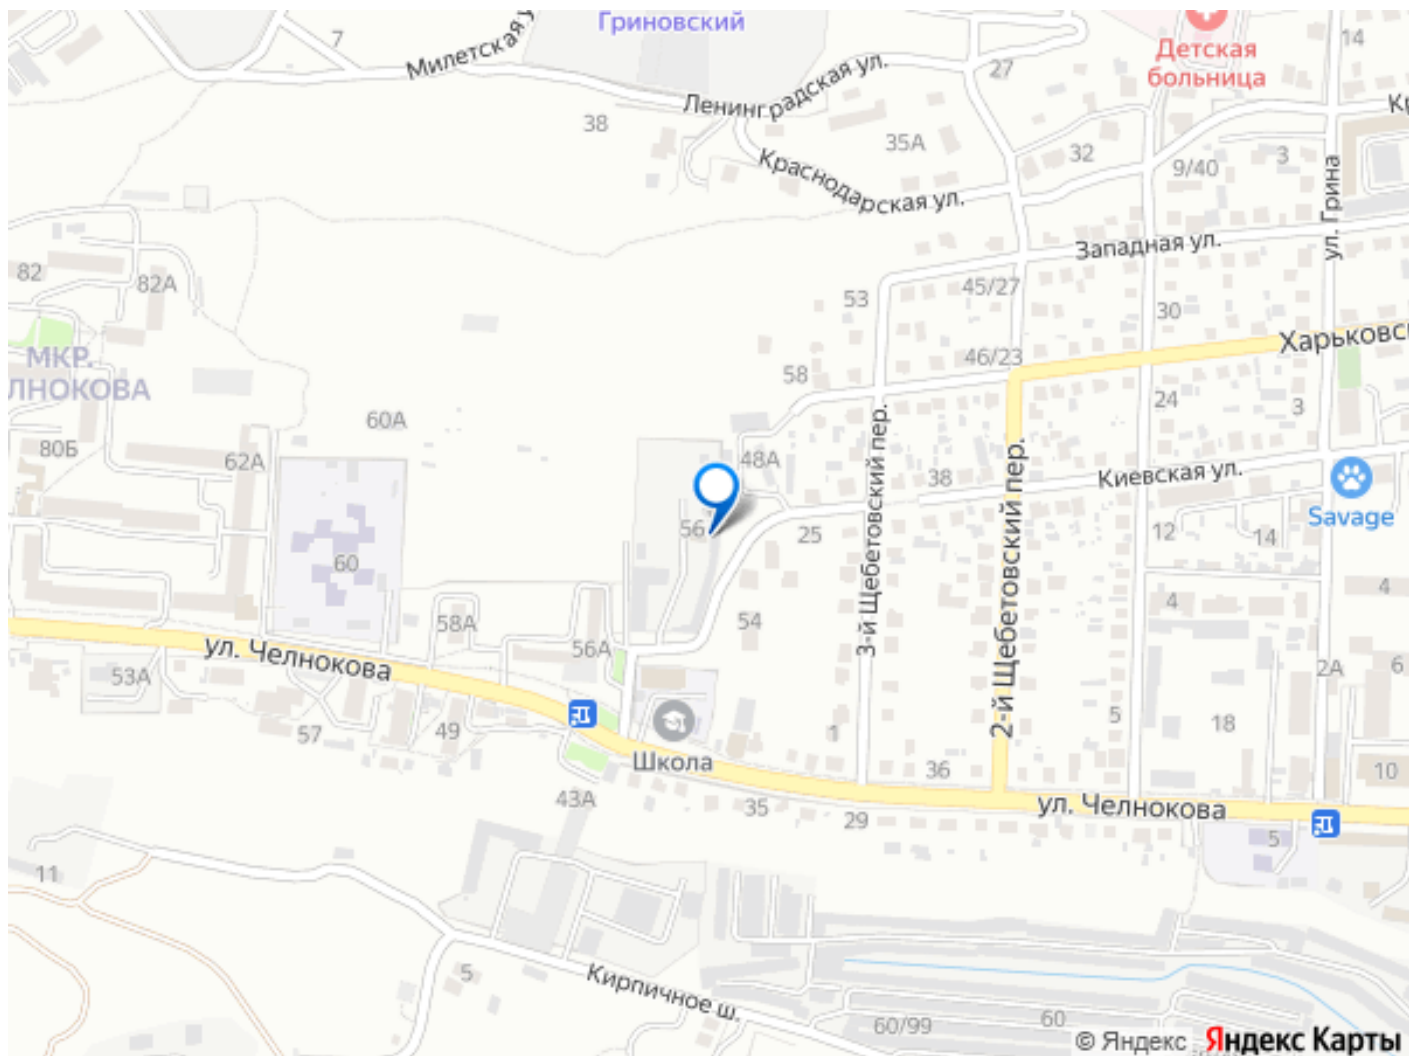 Гриновский
7
Милетская у
14
Детская
больница
27
Ленинградская ул.
Кр
38
35А
32
3
9/40
Краснодарская ул.
ул. Грина
Западная ул.
82
82А
45/27
53
30
Харьковс
МКР.
ЛНОКОВА
46/23
58
24
3
60А
80Б
62А
48А
38
Киевская ул.
Savage
56
25
12
14
3-й Щебетовский пер.
2-й Щебетовский пер.
60
4
4
58А
54
ул. Челнокова
56А
53А
2А
6
57
49
1
5
18
Школа
36
10
43А
35
29
ул. Челнокова
5
11
5
Кирпичное ш.
60/99
60
© Яндекс
Яндекс Карты